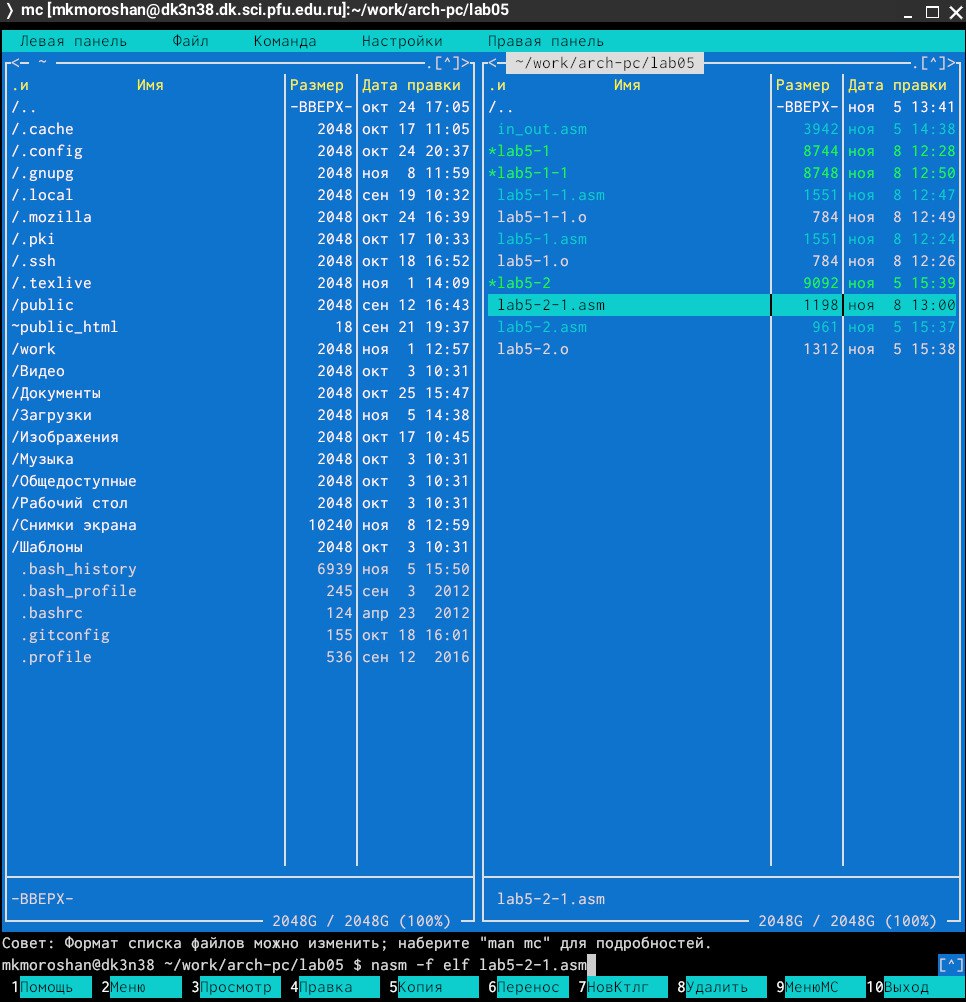 mc [mkmoroshan@dk3n38.dk.sci.pfu.edu.ru]:~/work/arch-pc/lab05
Левая панель Файл Команда Настройки Правая панель
<─ ~ .[^]>
.и Имя Размер Дата правки
/.. -ВВЕРХ- окт 24 17:05
/.cache 2048 окт 17 11:05
/.config 2048 окт 24 20:37
/.gnupg 2048 ноя 8 11:59
/.local 2048 сен 19 10:32
/.mozilla 2048 окт 24 16:39
/.pki 2048 окт 17 10:33
/.ssh 2048 окт 18 16:52
/.texlive 2048 ноя 1 14:09
/public 2048 сен 12 16:43
~public_html 18 сен 21 19:37
/work 2048 ноя 1 12:57
/Видео 2048 окт 3 10:31
/Документы 2048 окт 25 15:47
/Загрузки 2048 ноя 5 14:38
/Изображения 2048 окт 17 10:45
/Музыка 2048 окт 3 10:31
/Общедоступные 2048 окт 3 10:31
/Рабочий стол 2048 окт 3 10:31
/Снимки экрана 10240 ноя 8 12:59
/Шаблоны 2048 окт 3 10:31
.bash_history 6939 ноя 5 15:50
.bash_profile 245 сен 3 2012
.bashrc 124 апр 23 2012
.gitconfig 155 окт 18 16:01
.profile 536 сен 12 2016
-ВВЕРХ-
2048G / 2048G (100%)
<─ ~/work/arch-pc/lab05 .[^]>
.и Имя Размер Дата правки
/.. -ВВЕРХ- ноя 5 13:41
in_out.asm 3942 ноя 5 14:38
*lab5-1 8744 ноя 8 12:28
*lab5-1-1 8748 ноя 8 12:50
lab5-1-1.asm 1551 ноя 8 12:47
lab5-1-1.o 784 ноя 8 12:49
lab5-1.asm 1551 ноя 8 12:24
lab5-1.o 784 ноя 8 12:26
*lab5-2 9092 ноя 5 15:39
lab5-2-1.asm 1198 ноя 8 13:00
lab5-2.asm 961 ноя 5 15:37
lab5-2.o 1312 ноя 5 15:38
lab5-2-1.asm
2048G / 2048G (100%)
Совет: Формат списка файлов можно изменить; наберите "man mc" для подробностей.
mkmoroshan@dk3n38 ~/work/arch-pc/lab05 $ nasm -f elf lab5-2-1.asm [^]
1Помощь 2Меню 3Просмотр 4Правка 5Копия 6Перенос 7НовКтлг 8Удалить 9МенюMC 10Выход